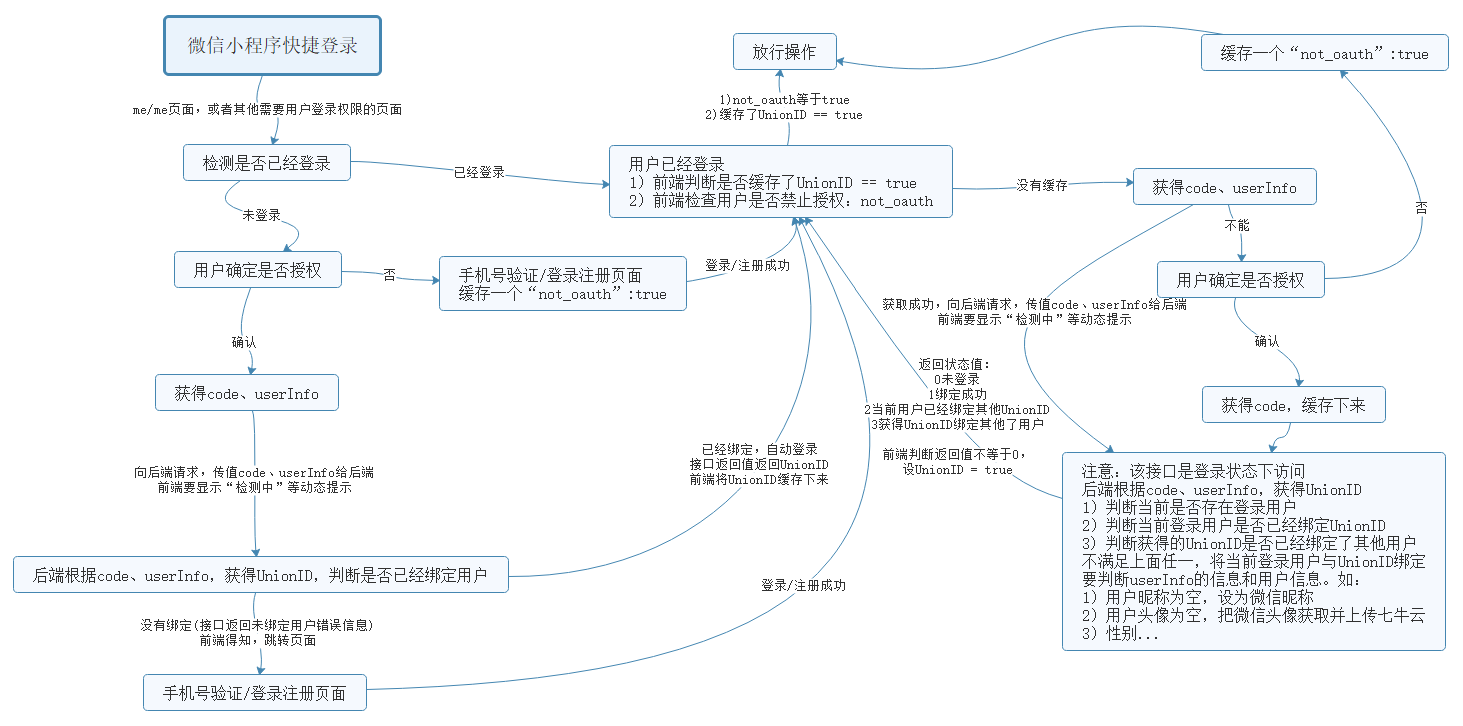 微信小程序快捷登录
me/me页面，或者其他需要用户登录权限的页面
检测是否已经登录
已经登录
未登录
用户确定是否授权
否
手机号验证/登录注册页面
缓存一个“not_oauth”:true
登录/注册成功
确认
获得code、userInfo
向后端请求，传值code、userInfo给后端
前端要显示“检测中”等动态提示
后端根据code、userInfo，获得UnionID，判断是否已经绑定用户
已经绑定，自动登录
接口返回值返回UnionID
前端将UnionID缓存下来
没有绑定(接口返回未绑定用户错误信息)
前端得知，跳转页面
手机号验证/登录注册页面
登录/注册成功
放行操作
1)not_oauth等于true
2)缓存了UnionID == true
用户已经登录
1）前端判断是否缓存了UnionID == true
2）前端检查用户是否禁止授权：not_oauth
没有缓存
获得code、userInfo
不能
用户确定是否授权
否
缓存一个“not_oauth”:true
确认
获得code，缓存下来
获取成功，向后端请求，传值code、userInfo给后端
前端要显示“检测中”等动态提示
返回状态值：
0未登录
1绑定成功
2当前用户已经绑定其他UnionID
3获得UnionID绑定其他了用户
前端判断返回值不等于0，
设UnionID = true
注意：该接口是登录状态下访问
后端根据code、userInfo，获得UnionID
1）判断当前是否存在登录用户
2）判断当前登录用户是否已经绑定UnionID
3）判断获得的UnionID是否已经绑定了其他用户
不满足上面任一，将当前登录用户与UnionID绑定
要判断userInfo的信息和用户信息。如：
1）用户昵称为空，设为微信昵称
2）用户头像为空，把微信头像获取并上传七牛云
3）性别...